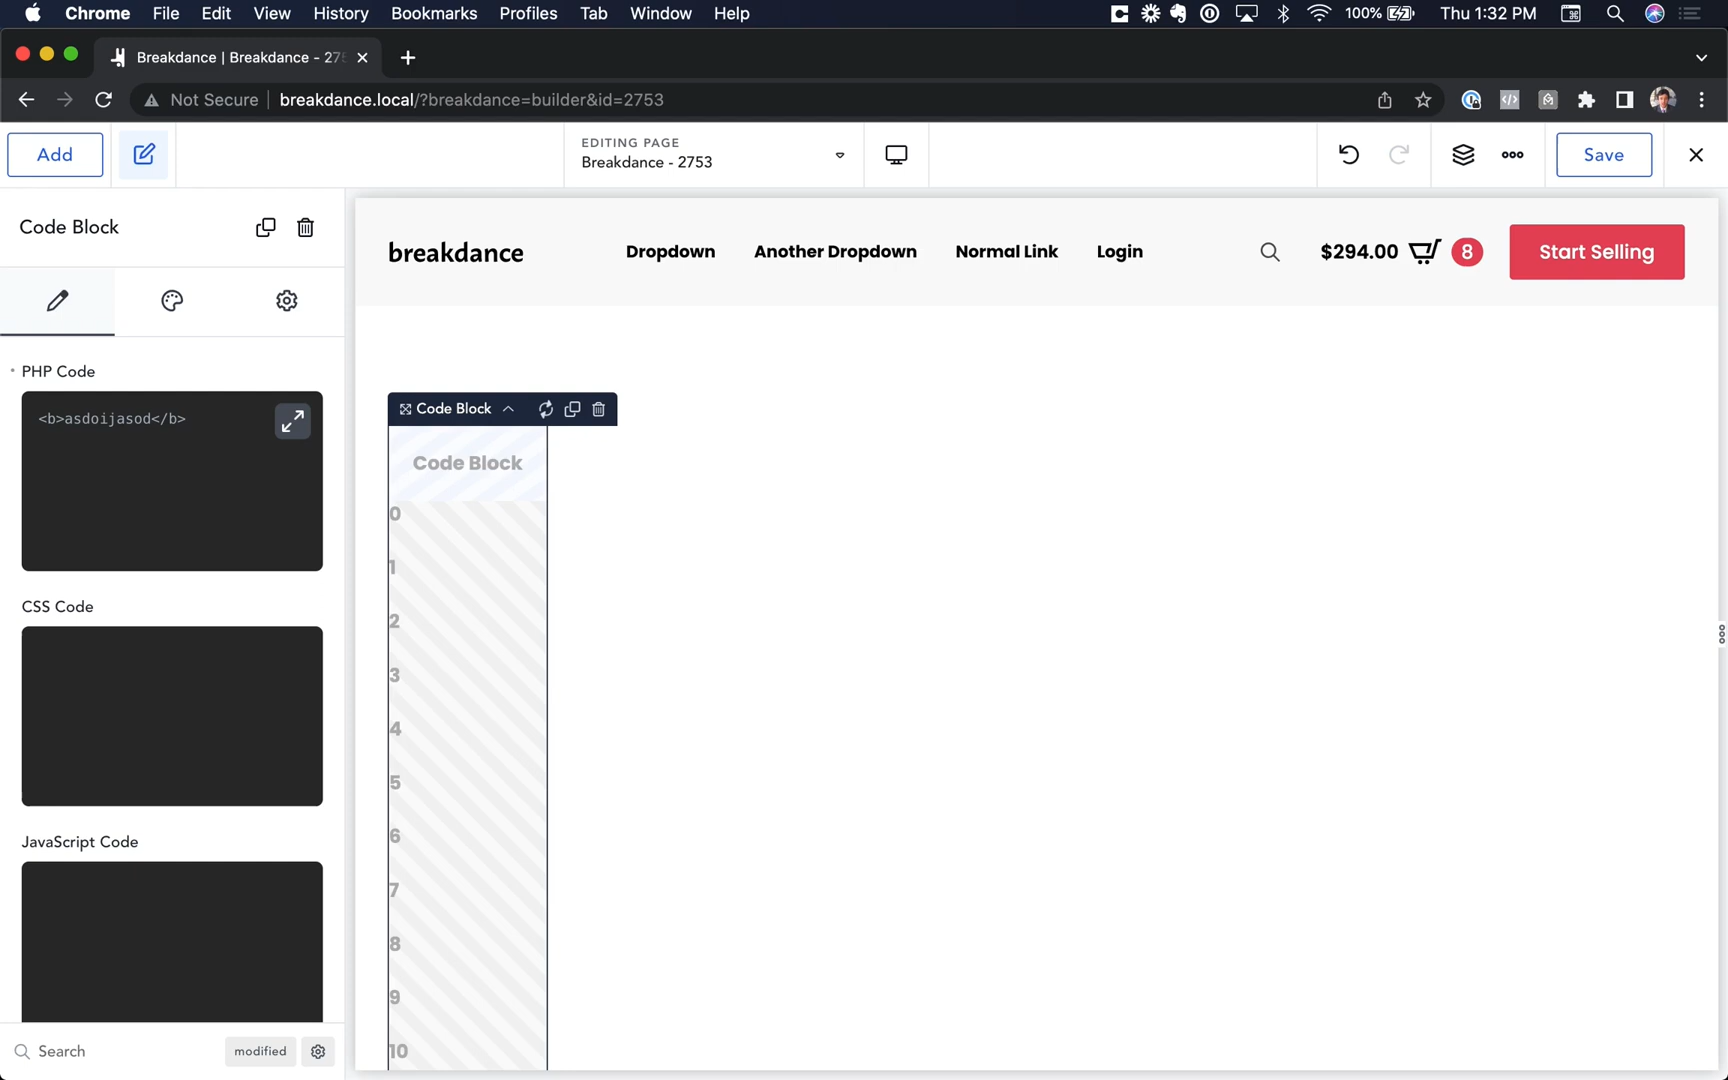 Chrome File Edit View History Bookmarks Profiles Tab Window Help 100% Thu 1:32 PM
Breakdance | Breakdance - 275
Not Secure breakdance.local/?breakdance=builder&id=2753
Add
EDITING PAGE
Breakdance - 2753
Save
Code Block
breakdance Dropdown Another Dropdown Normal Link Login $294.00 8 Start Selling
PHP Code
<b>asdoijasod</b>
CSS Code
JavaScript Code
Search modified
Code Block
Code Block
0
1
2
3
4
5
6
7
8
9
10